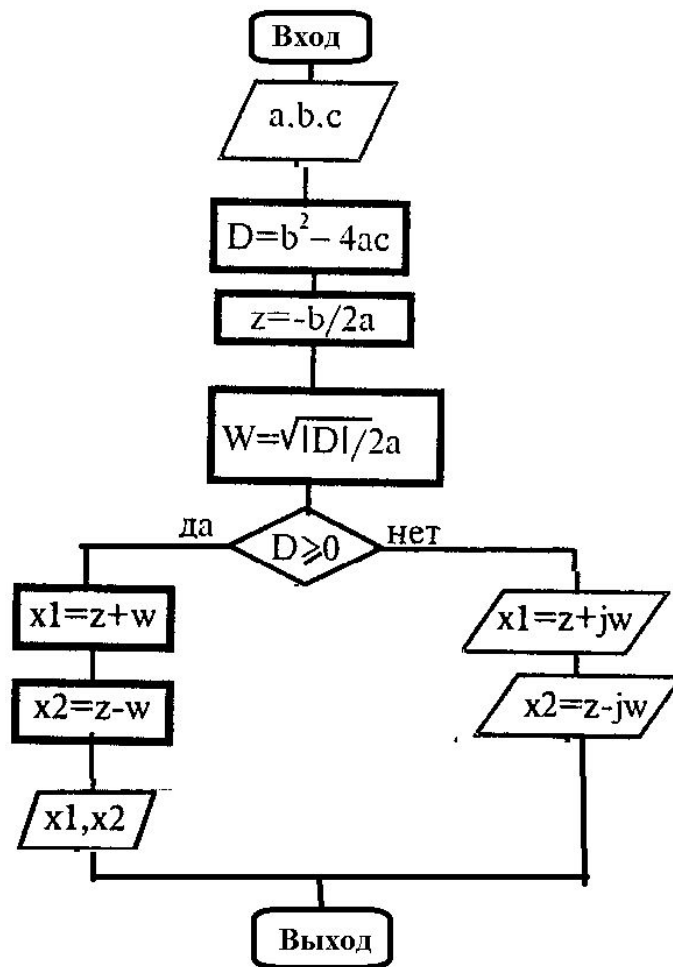 Вход
a.b.c
D=b²– 4ac
z=-b/2a
W=√|D|/2a
да
D⩾0
нет
x1=z+w
x2=z-w
x1,x2
x1=z+jw
x2=z-jw
Выход